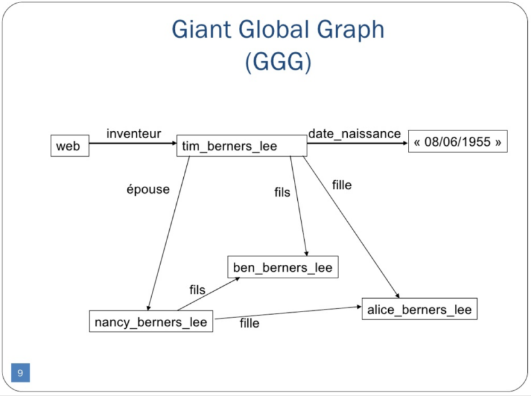 Giant Global Graph
(GGG)
inventeur
date_naissance
web
tim_berners_lee
« 08/06/1955 »
épouse
fils
fille
ben_berners_lee
fils
alice_berners_lee
nancy_berners_lee
fille
9